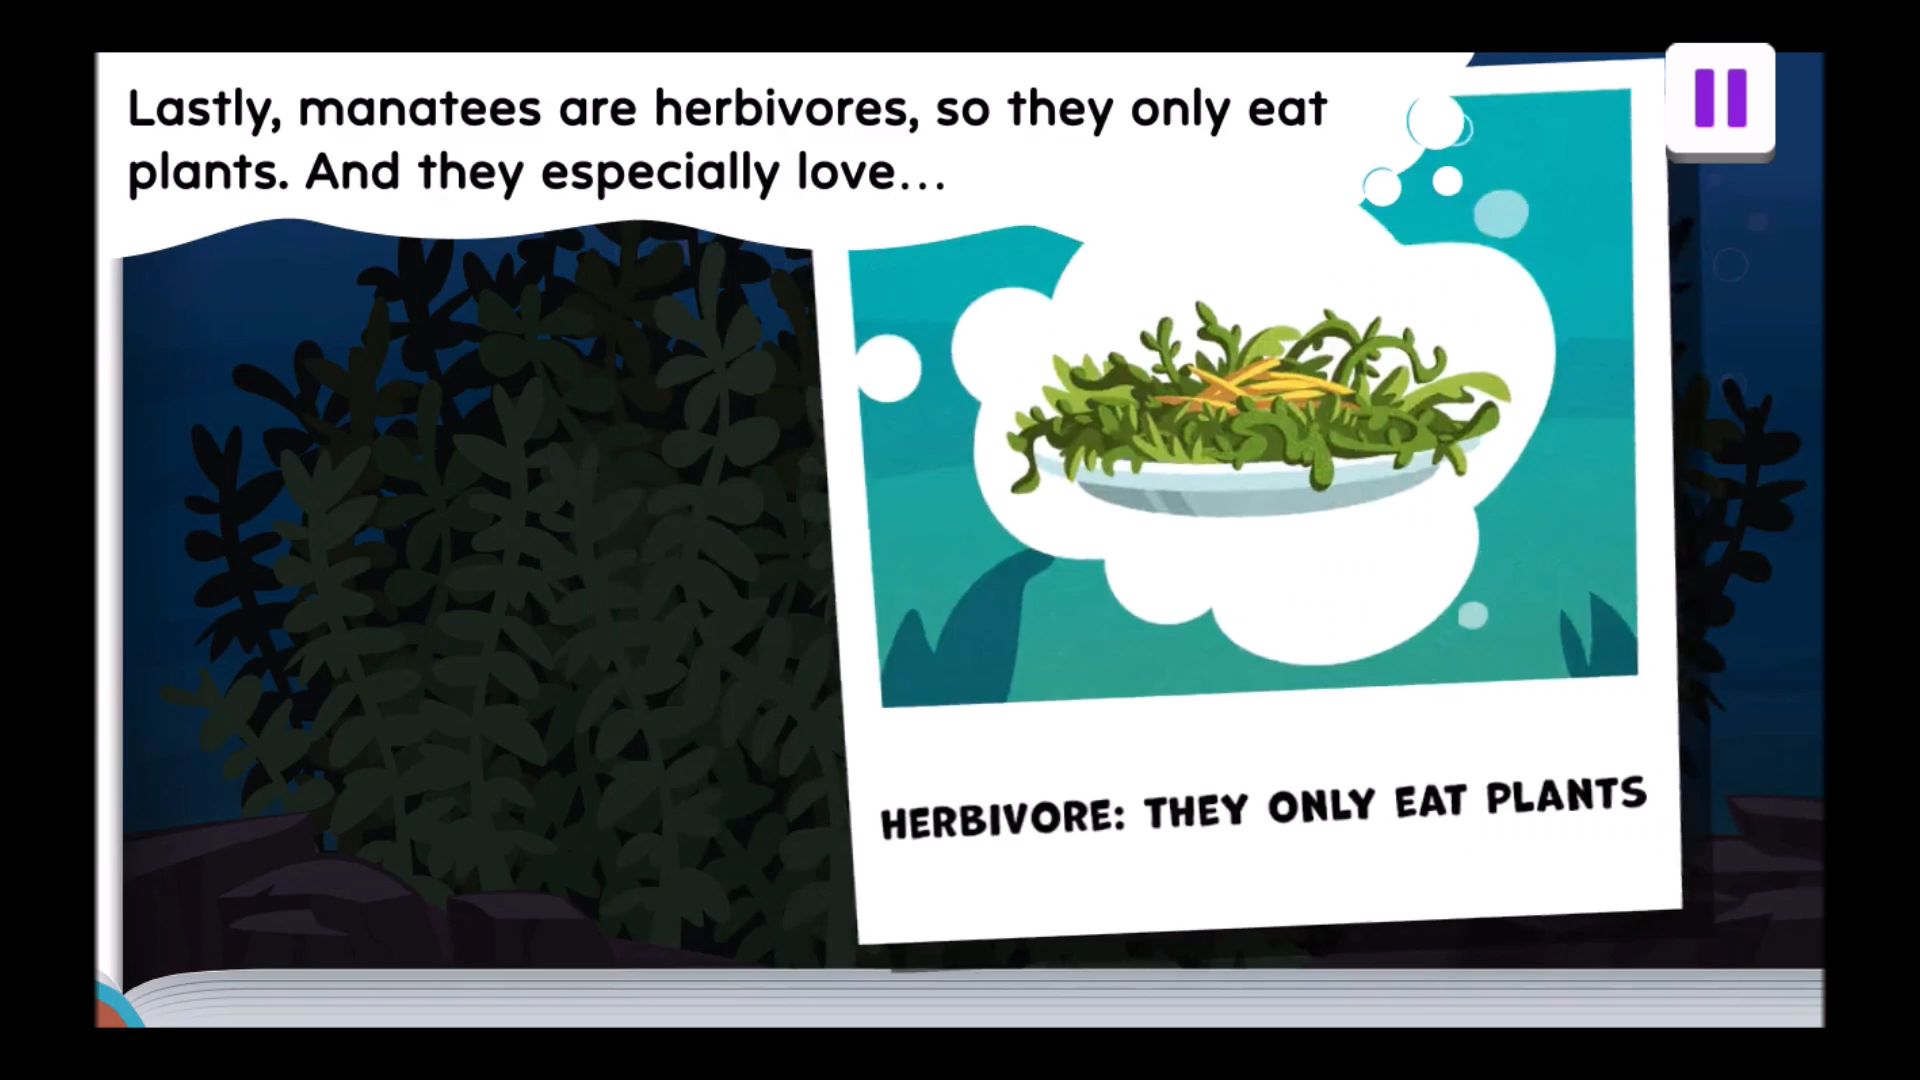 Lastly, manatees are herbivores, so they only eat
plants. And they especially love...
HERBIVORE: THEY ONLY EAT PLANTS